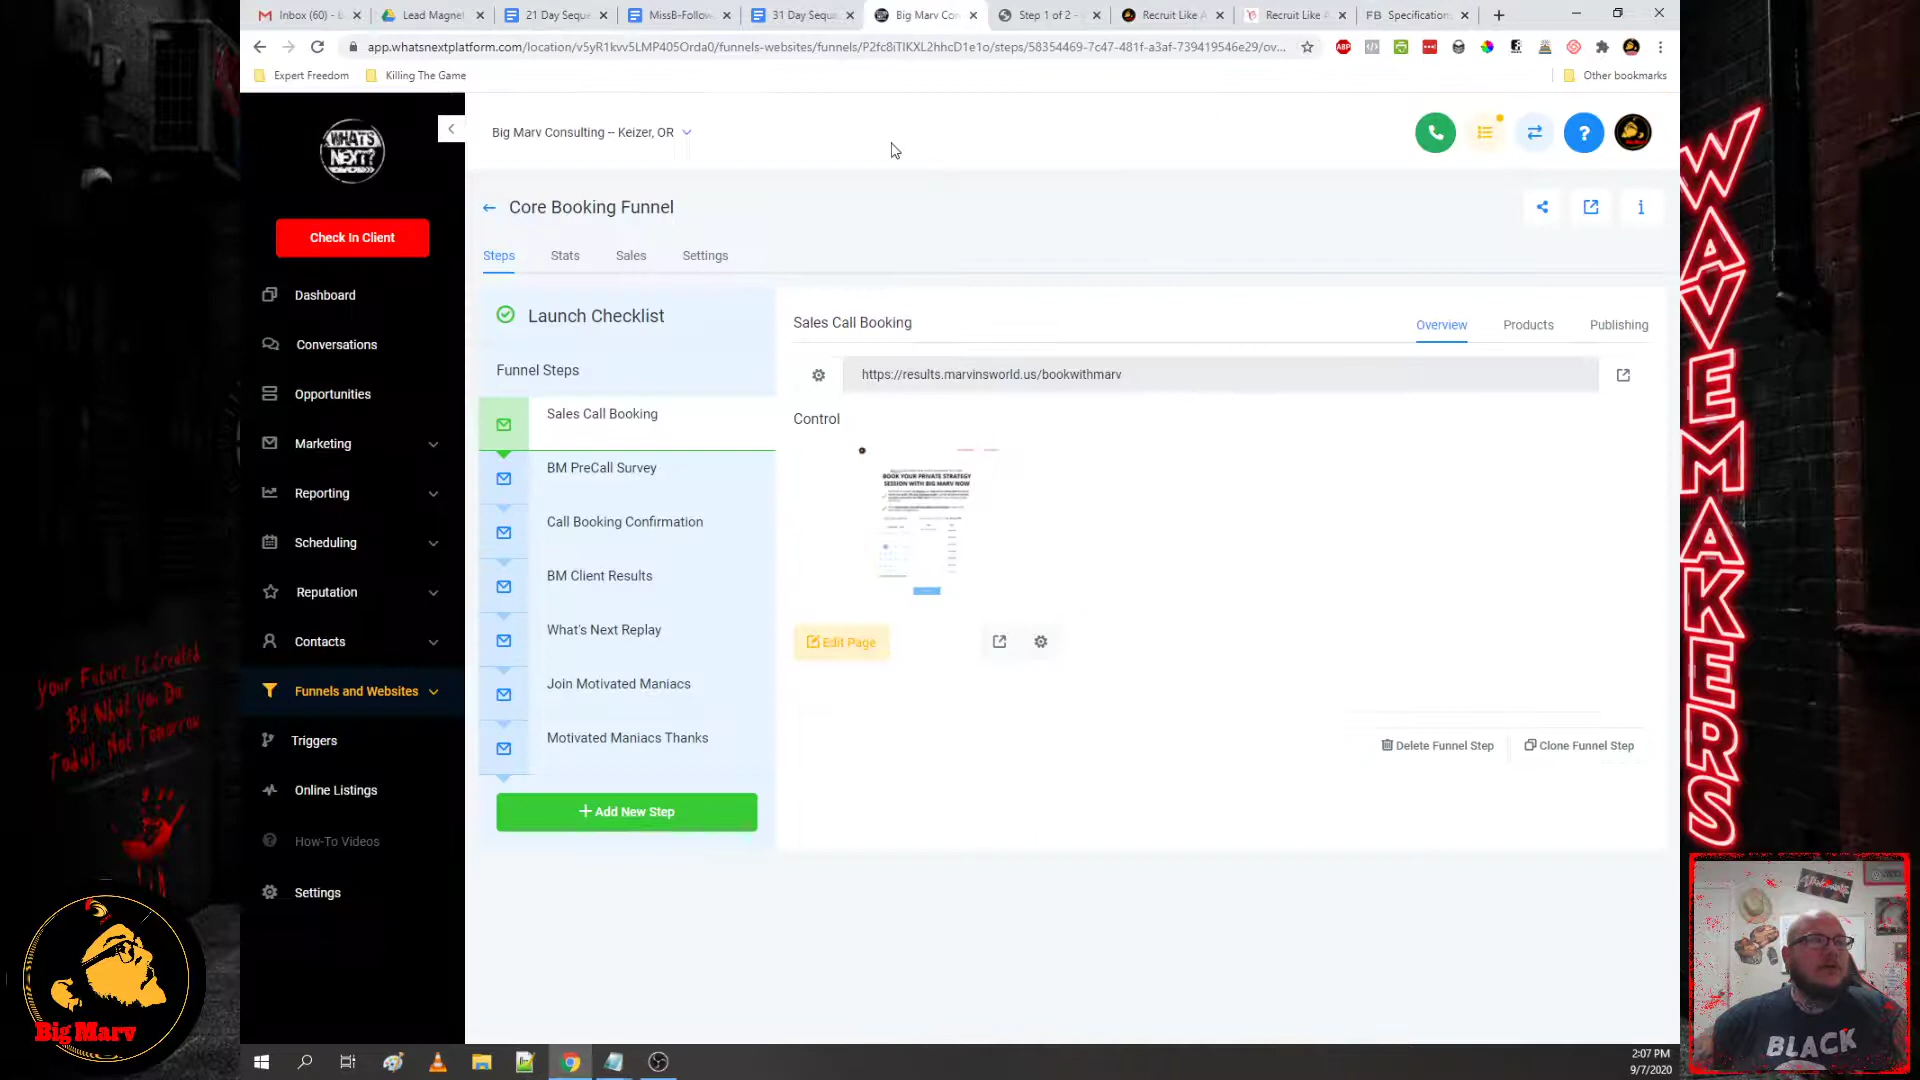 Inbox (60) -
Lead Magnet
21 Day Seque
MissB-Follow
31 Day Seque
Big Marv Con
Step 1 of 2 -
Recruit Like A
Recruit Like A
FB Specification
app.whatsnextplatform.com/location/v5yR1kvv5LMP405Orda0/funnels-websites/funnels/P2fc8iTIKXL2hhcD1e1o/steps/58354469-7c47-481f-a3af-739419546e29/ov...
ABP
Expert Freedom
Killing The Game
Other bookmarks
WHATS
NEXT?
Big Marv Consulting -- Keizer, OR
Check In Client
Dashboard
Conversations
Opportunities
Marketing
Reporting
Scheduling
Reputation
Contacts
Funnels and Websites
Triggers
Online Listings
How-To Videos
Settings
Core Booking Funnel
Steps
Stats
Sales
Settings
Launch Checklist
Funnel Steps
Sales Call Booking
BM PreCall Survey
Call Booking Confirmation
BM Client Results
What's Next Replay
Join Motivated Maniacs
Motivated Maniacs Thanks
+ Add New Step
Sales Call Booking
Overview
Products
Publishing
https://results.marvinsworld.us/bookwithmarv
Control
BOOK YOUR PRIVATE STRATEGY
SESSION WITH BIG MARV NOW
Edit Page
Delete Funnel Step
Clone Funnel Step
2:07 PM
9/7/2020
Your Future Is Created
By What You Do
Today, Not Tomorrow
Big Marv
WAVEMAKERS
BLACK